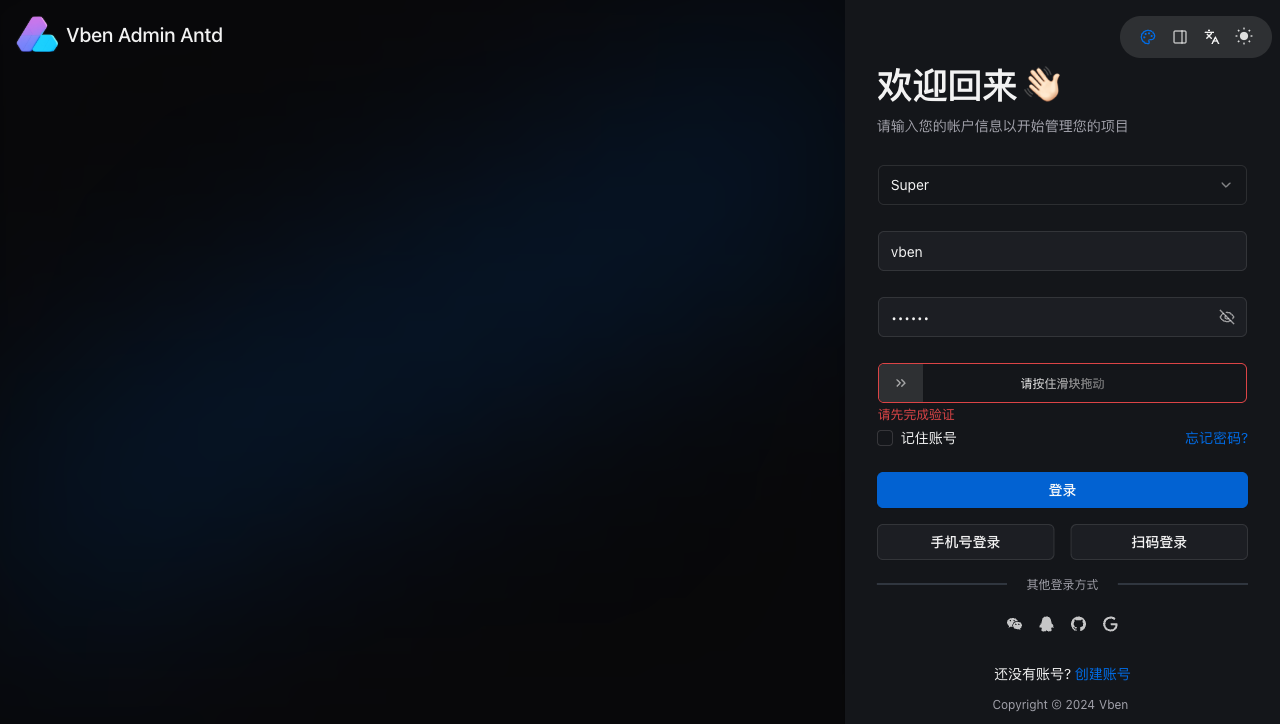 Vben Admin Antd
欢迎回来 👋🏻
请输入您的帐户信息以开始管理您的项目
Super
vben
••••••
请按住滑块拖动
请先完成验证
记住账号
忘记密码?
登录
手机号登录
扫码登录
其他登录方式
还没有账号? 创建账号
Copyright © 2024 Vben